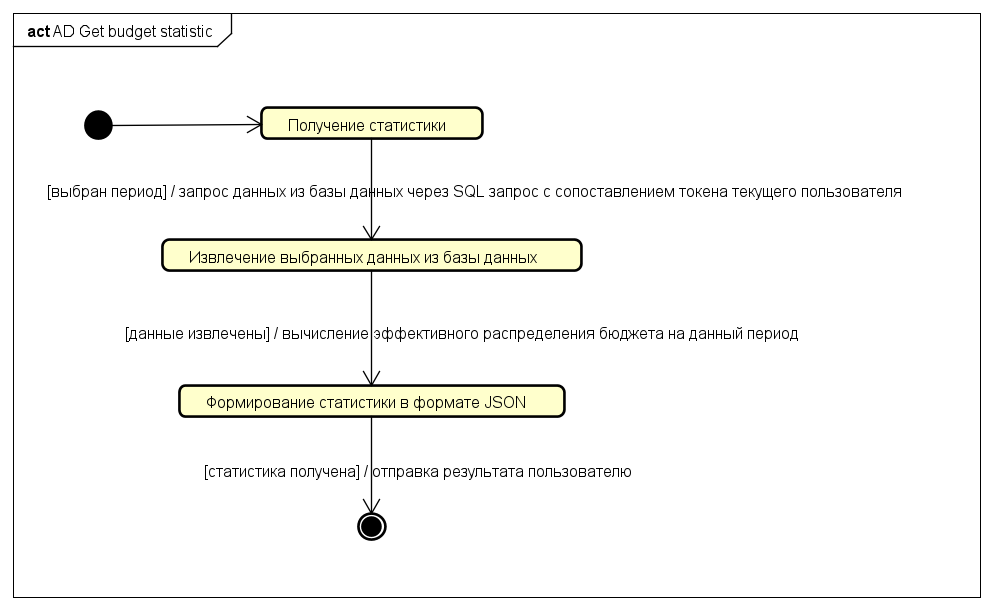 act AD Get budget statistic
Получение статистики
[выбран период] / запрос данных из базы данных через SQL запрос с сопоставлением токена текущего пользователя
Извлечение выбранных данных из базы данных
[данные извлечены] / вычисление эффективного распределения бюджета на данный период
Формирование статистики в формате JSON
[статистика получена] / отправка результата пользователю